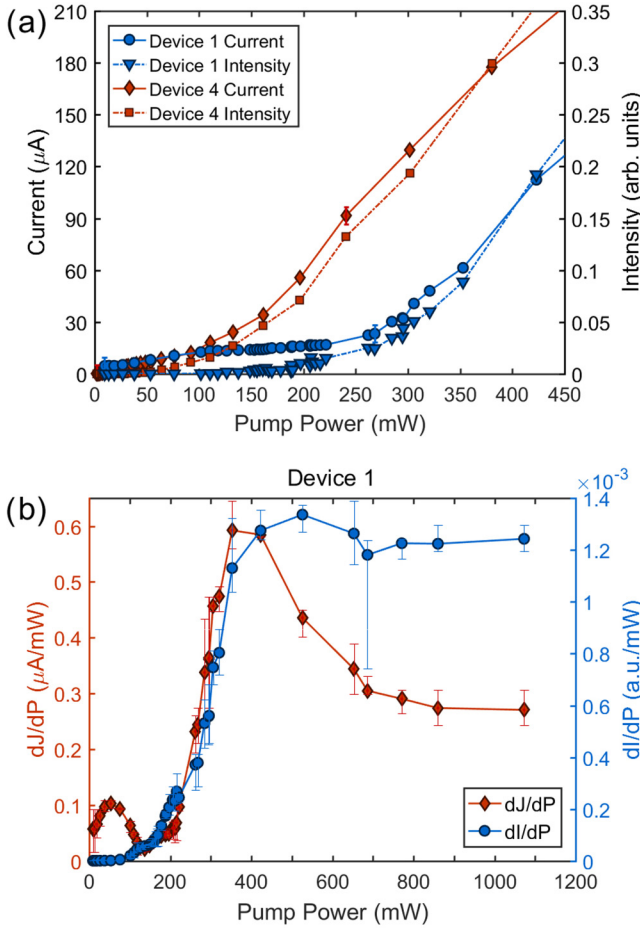 (a)
210
180
150
120
90
60
30
0
Current (μA)
Device 1 Current
Device 1 Intensity
Device 4 Current
Device 4 Intensity
0.35
0.3
0.25
0.2
0.15
0.1
0.05
0
Intensity (arb. units)
0 50 100 150 200 250 300 350 400 450
Pump Power (mW)
(b)
Device 1
×10⁻³
0.6
0.5
0.4
0.3
0.2
0.1
0
dJ/dP (μA/mW)
1.4
1.2
1
0.8
0.6
0.4
0.2
0
dI/dP (a.u./mW)
dJ/dP
dI/dP
0 200 400 600 800 1000 1200
Pump Power (mW)